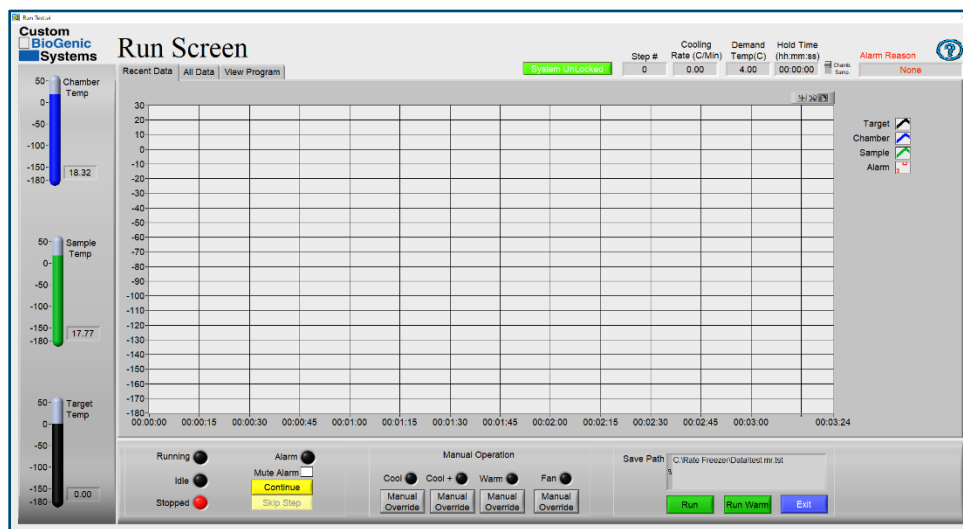 Run Test.vi
Custom
BioGenic
Systems
Run Screen
Step #
0
Cooling
Rate (C/Min)
0.00
Demand
Temp(C)
4.00
Hold Time
(hh:mm:ss)
00:00:00
Chamb.
Samp.
Alarm Reason
None
?
System UnLocked
Recent Data
All Data
View Program
Chamber
Temp
50
0
-50
-100
-150
-180
18.32
Sample
Temp
50
0
-50
-100
-150
-180
17.77
Target
Temp
50
0
-50
-100
-150
-180
0.00
30
20
10
0
-10
-20
-30
-40
-50
-60
-70
-80
-90
-100
-110
-120
-130
-140
-150
-160
-170
-180
00:00:00 00:00:15 00:00:30 00:00:45 00:01:00 00:01:15 00:01:30 00:01:45 00:02:00 00:02:15 00:02:30 00:02:45 00:03:00 00:03:24
Target
Chamber
Sample
Alarm
Running
Idle
Stopped
Alarm
Mute Alarm
Continue
Skip Step
Manual Operation
Cool
Cool +
Warm
Fan
Manual
Override
Manual
Override
Manual
Override
Manual
Override
Save Path
C:\Rate Freezer\Data\test mr.tst
Run
Run Warm
Exit